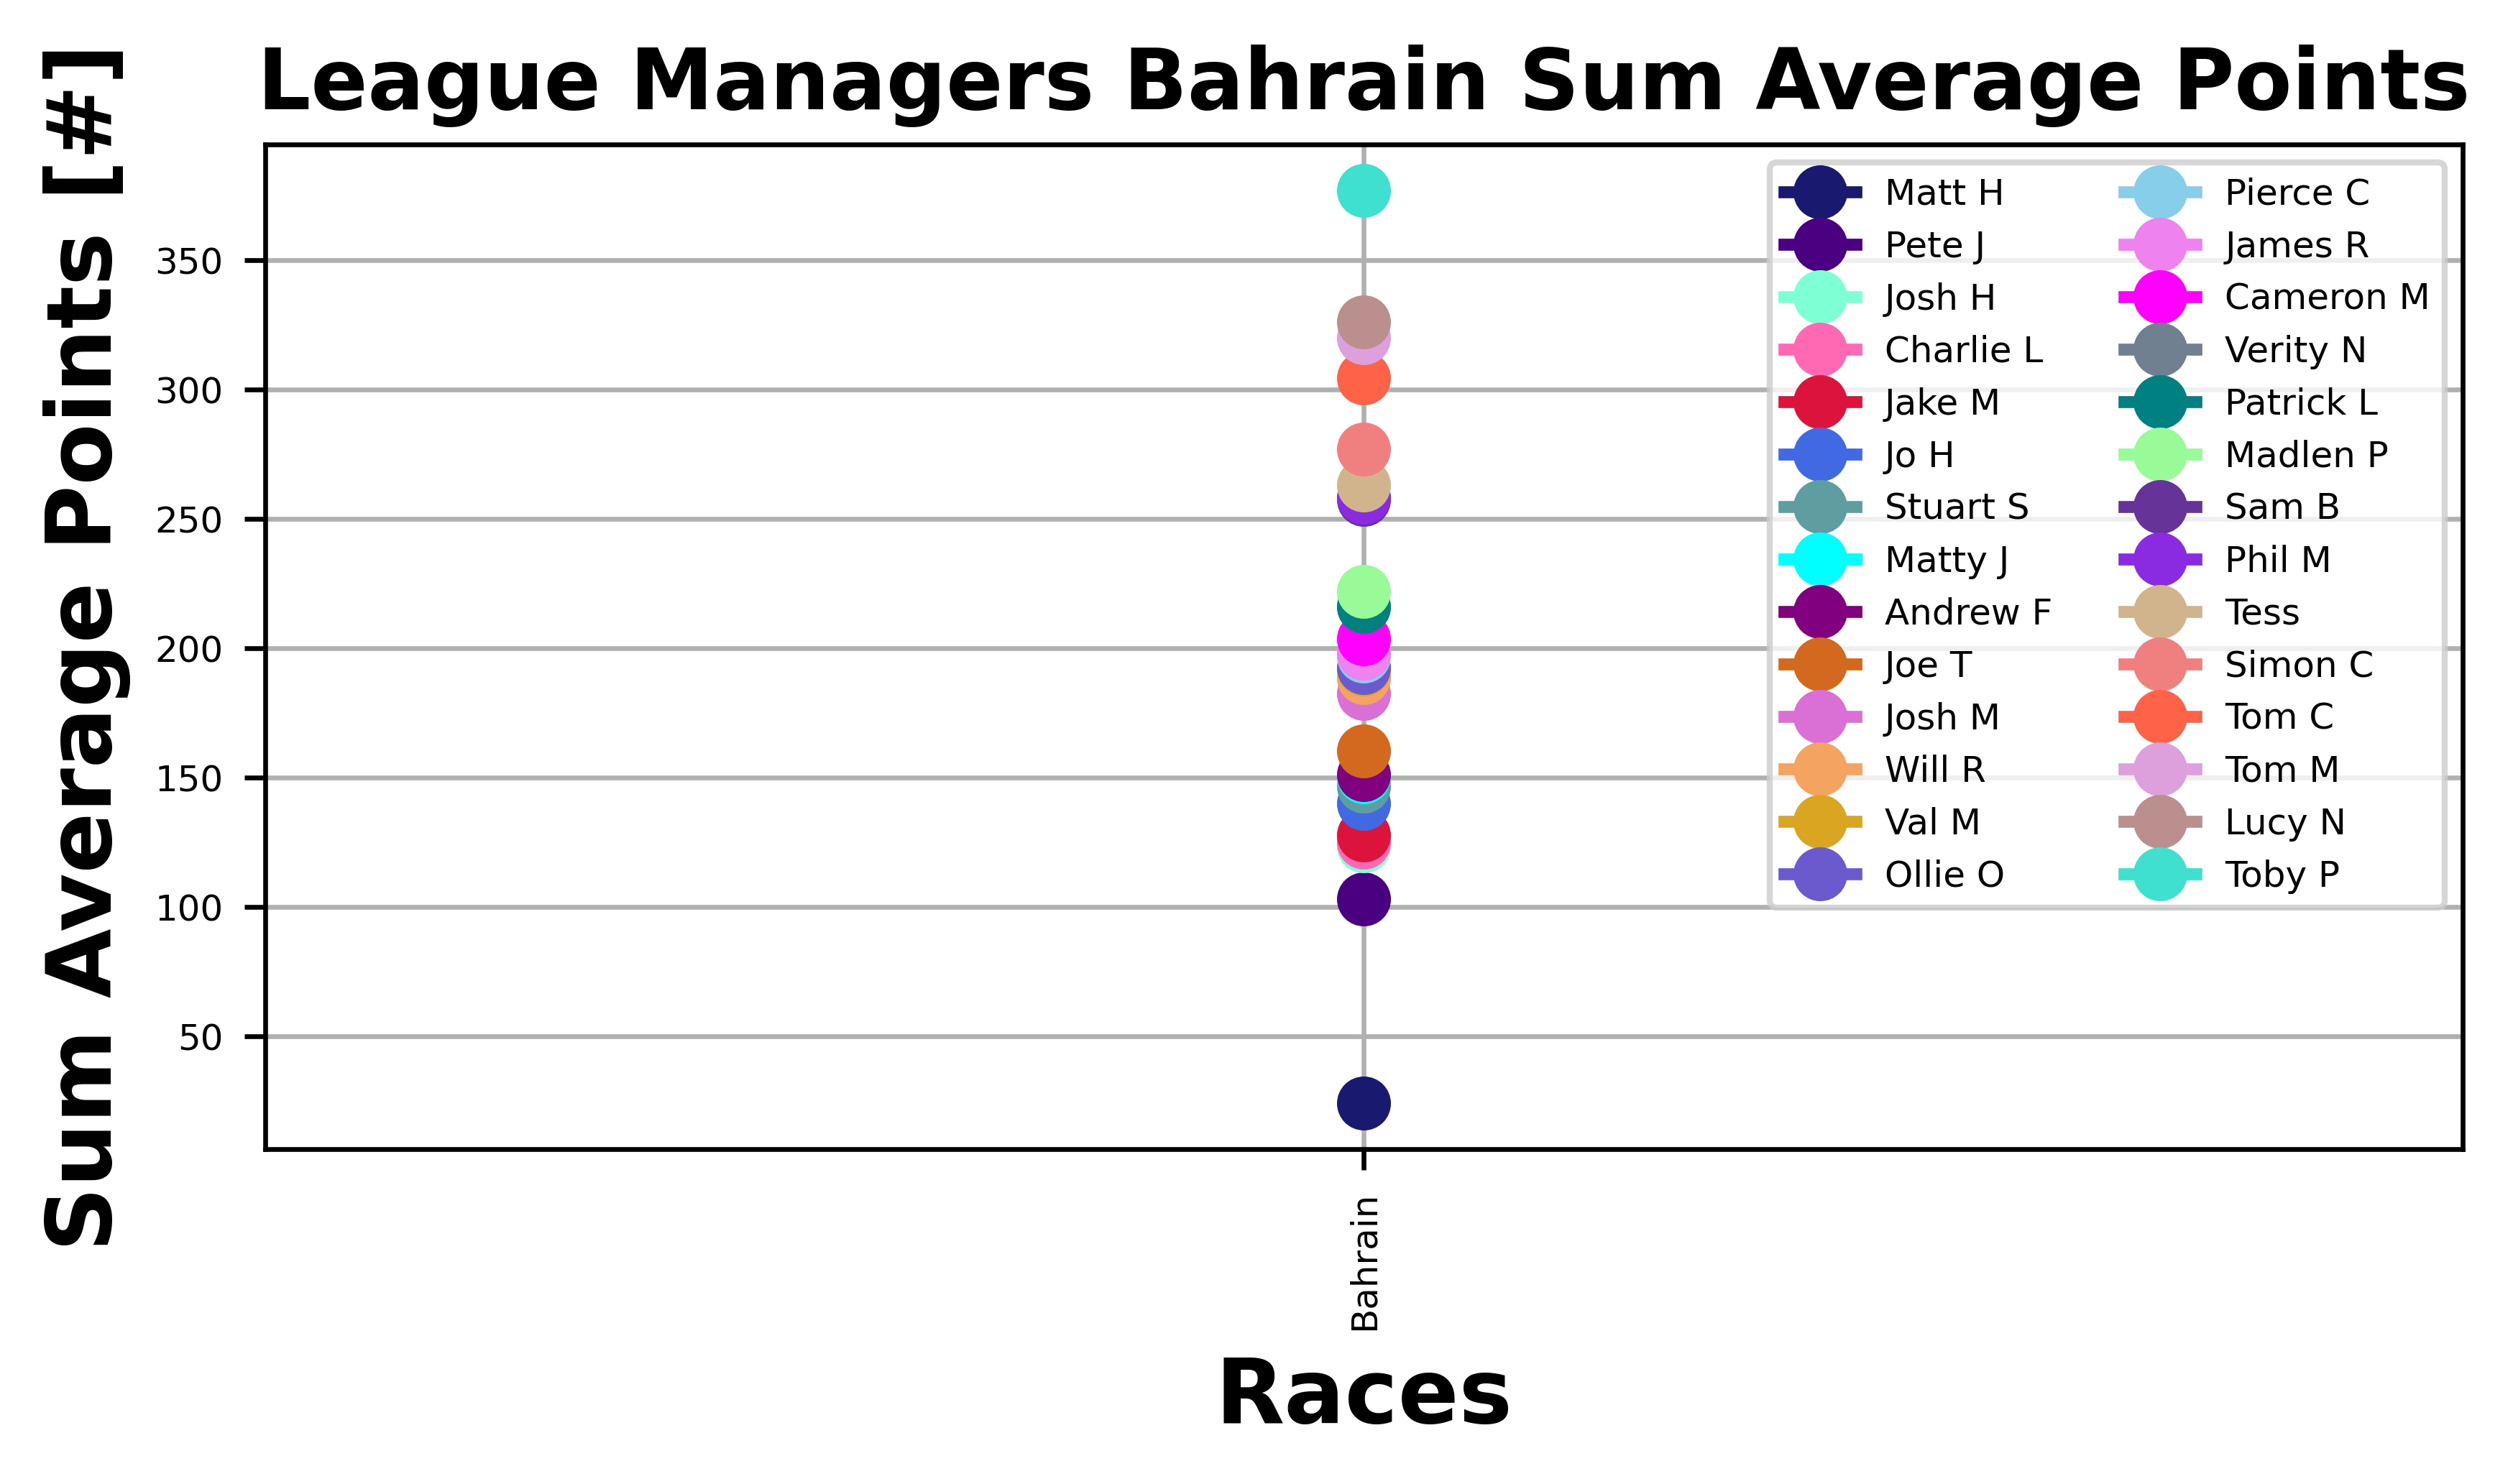 League Managers Bahrain Sum Average Points
Sum Average Points [#]
350
300
250
200
150
100
50
Matt H
Pete J
Josh H
Charlie L
Jake M
Jo H
Stuart S
Matty J
Andrew F
Joe T
Josh M
Will R
Val M
Ollie O
Pierce C
James R
Cameron M
Verity N
Patrick L
Madlen P
Sam B
Phil M
Tess
Simon C
Tom C
Tom M
Lucy N
Toby P
Bahrain
Races